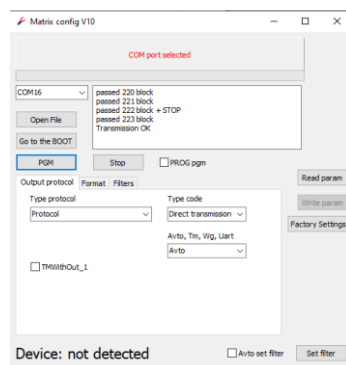 Matrix config V10
COM port selected
COM16
passed 220 block
passed 221 block
passed 222 block + STOP
passed 223 block
Transmission OK
Open File
Go to the BOOT
PGM
Stop
PROG pgm
Read param
Output protocol
Format
Filters
Write param
Type protocol
Type code
Protocol
Direct transmission
Factory Settings
Avto, Tm, Wg, Uart
Avto
TMWithOut_1
Device: not detected
Avto set filter
Set filter